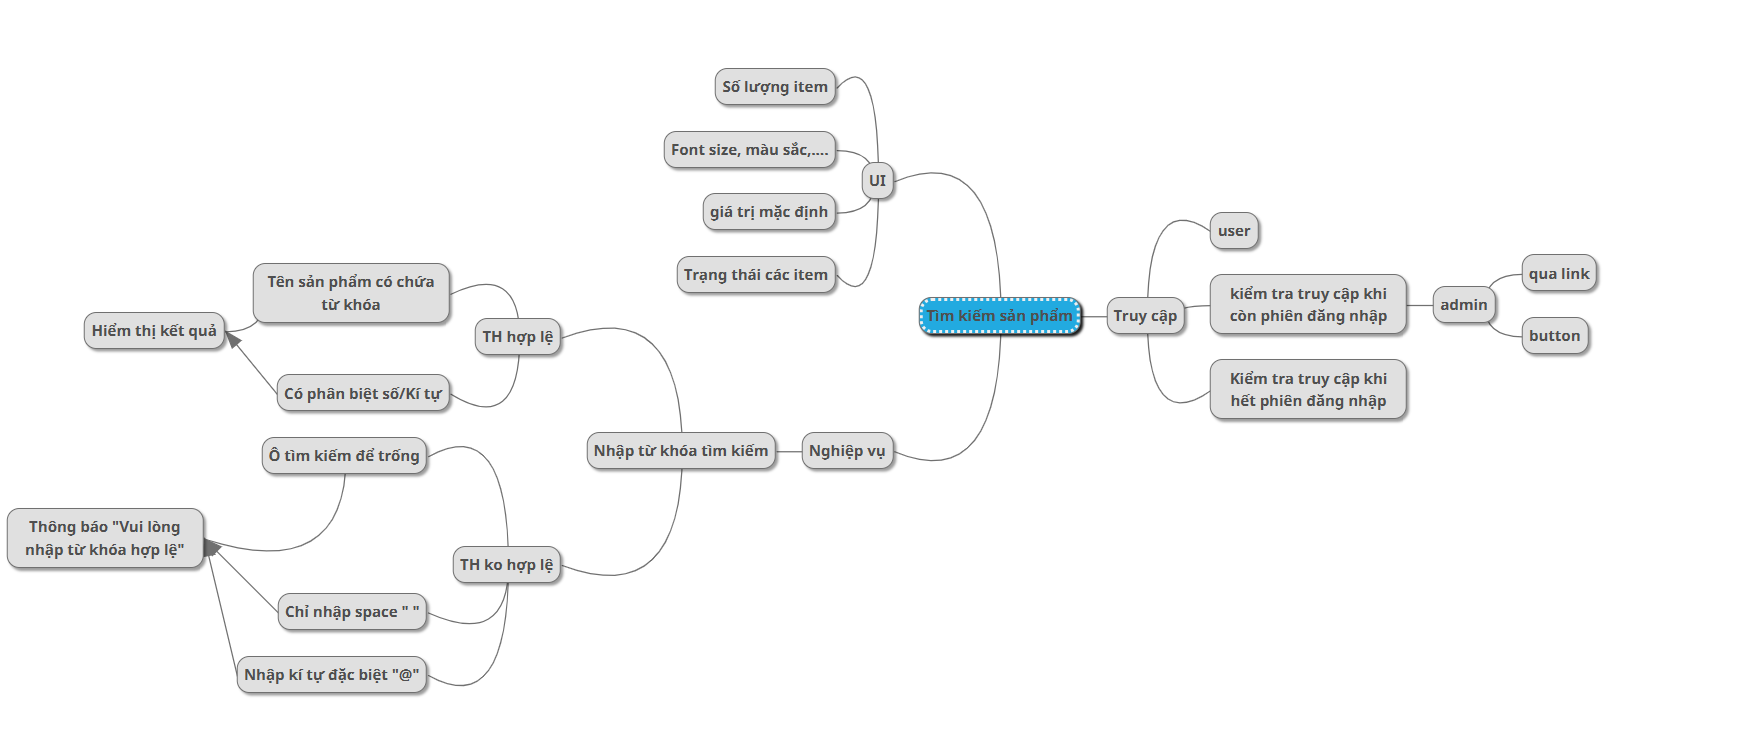 Số lượng item
Font size, màu sắc,....
UI
giá trị mặc định
Trạng thái các item
Tìm kiếm sản phẩm
Truy cập
user
kiểm tra truy cập khi
còn phiên đăng nhập
admin
qua link
button
Kiểm tra truy cập khi
hết phiên đăng nhập
Nghiệp vụ
Nhập từ khóa tìm kiếm
TH hợp lệ
Tên sản phẩm có chứa
từ khóa
Hiểm thị kết quả
Có phân biệt số/Kí tự
TH ko hợp lệ
Ô tìm kiếm để trống
Thông báo "Vui lòng
nhập từ khóa hợp lệ"
Chỉ nhập space " "
Nhập kí tự đặc biệt "@"